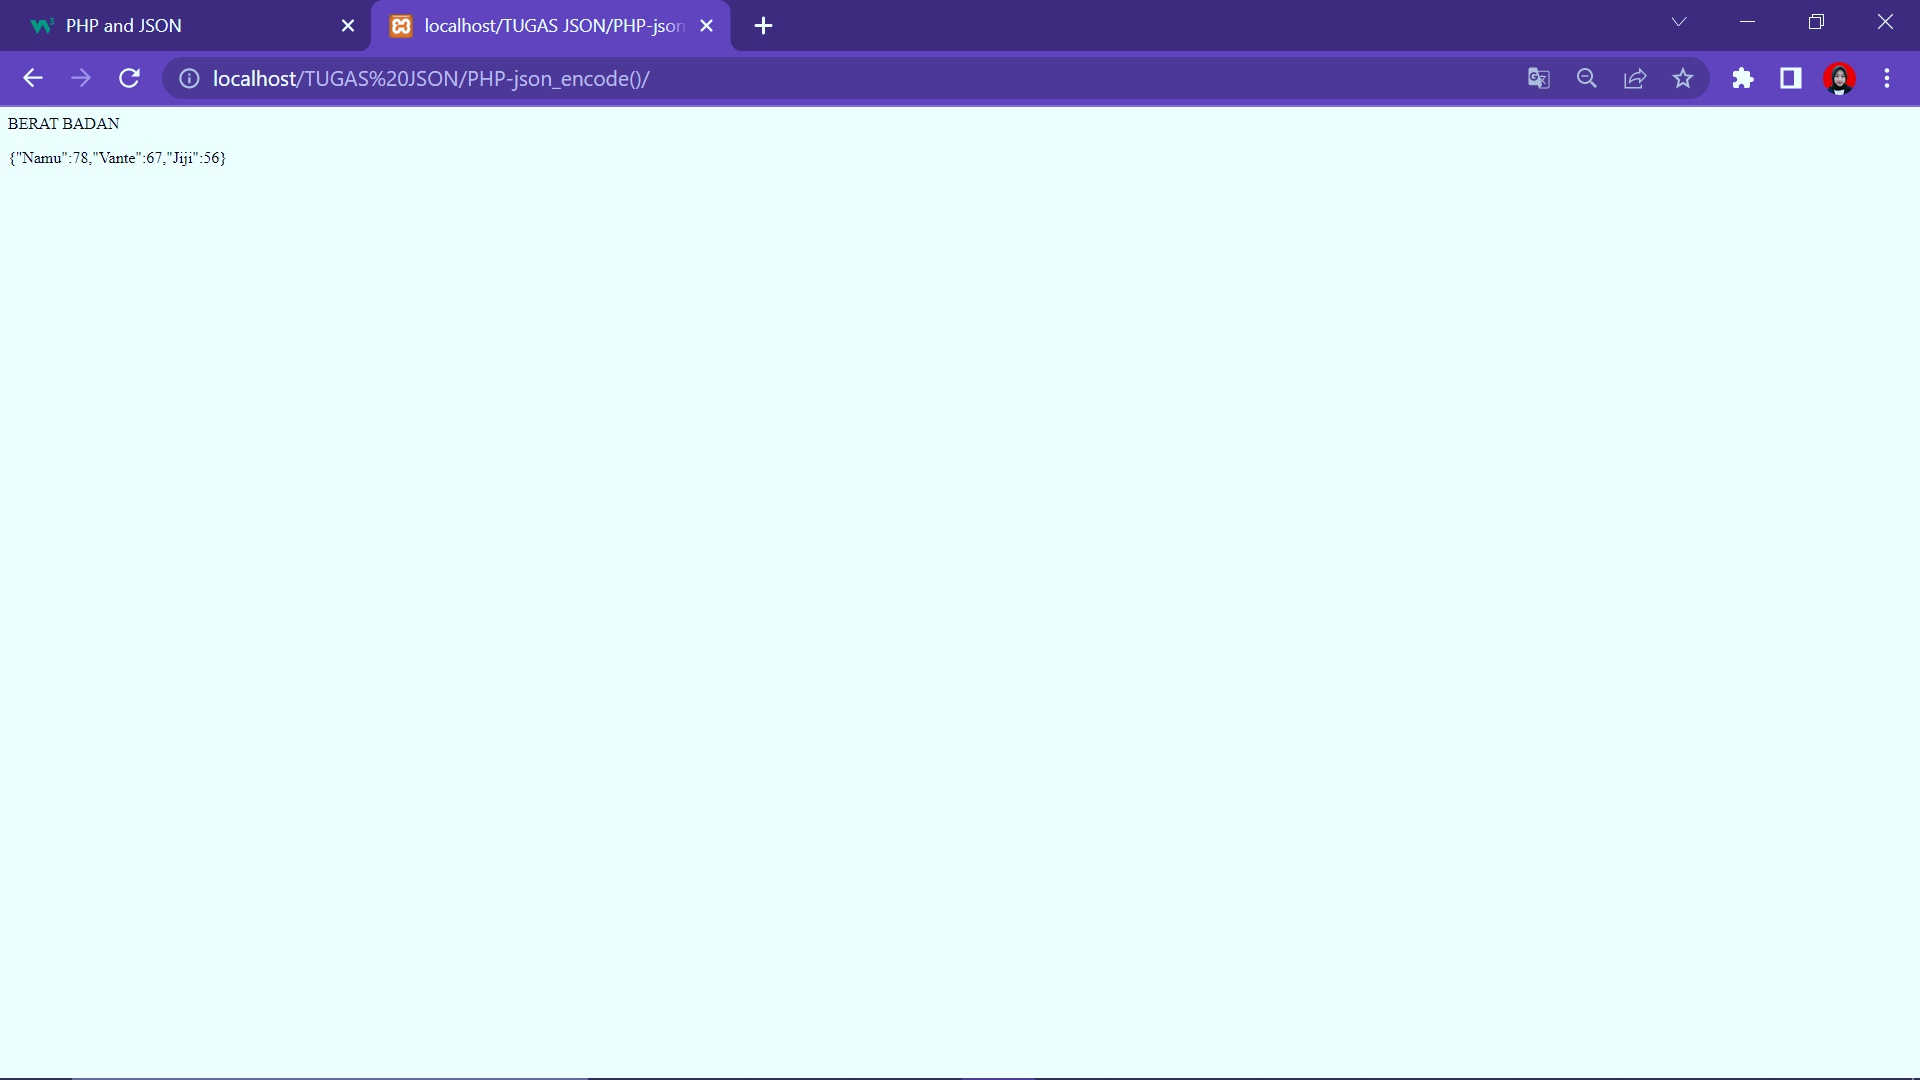 PHP and JSON
localhost/TUGAS JSON/PHP-json
localhost/TUGAS%20JSON/PHP-json_encode()/
BERAT BADAN
{"Namu":78,"Vante":67,"Jiji":56}